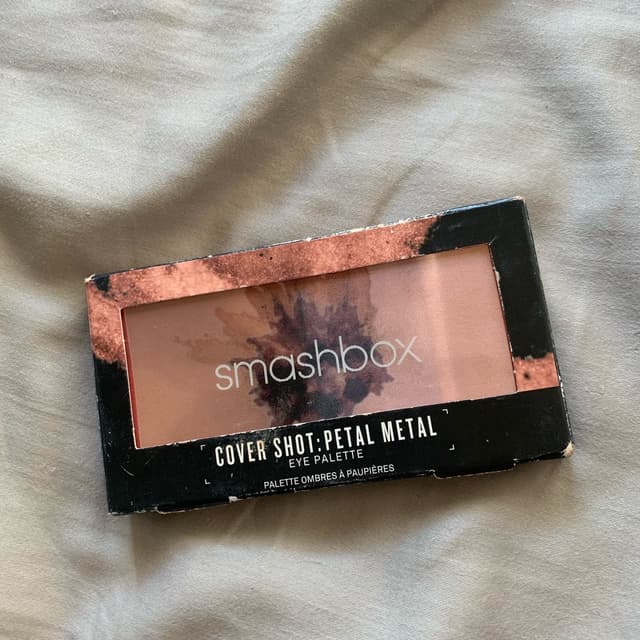 smashbox
COVER SHOT: PETAL METAL
EYE PALETTE
PALETTE OMBRES À PAUPIÈRES